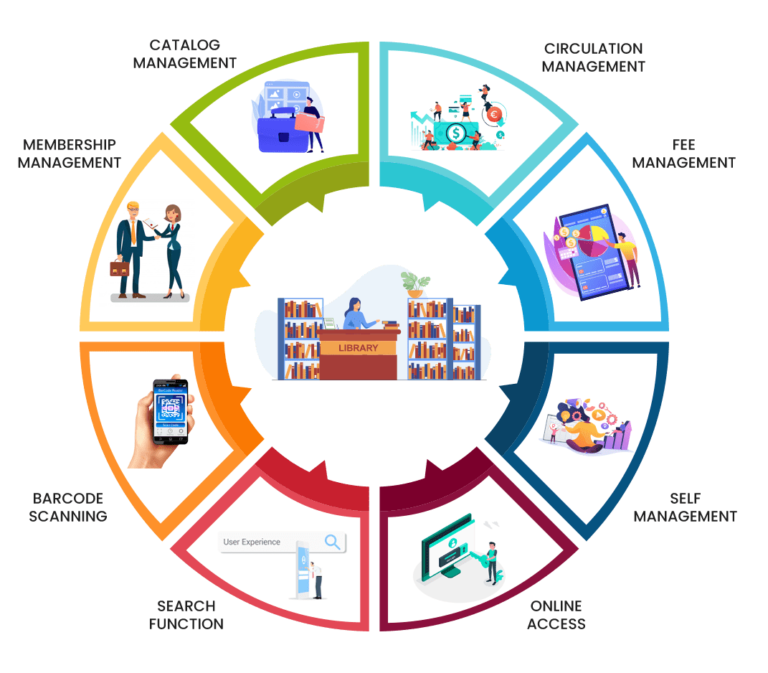 CATALOG
MANAGEMENT
CIRCULATION
MANAGEMENT
MEMBERSHIP
MANAGEMENT
FEE
MANAGEMENT
LIBRARY
BARCODE
SCANNING
SELF
MANAGEMENT
User Experience
SEARCH
FUNCTION
ONLINE
ACCESS